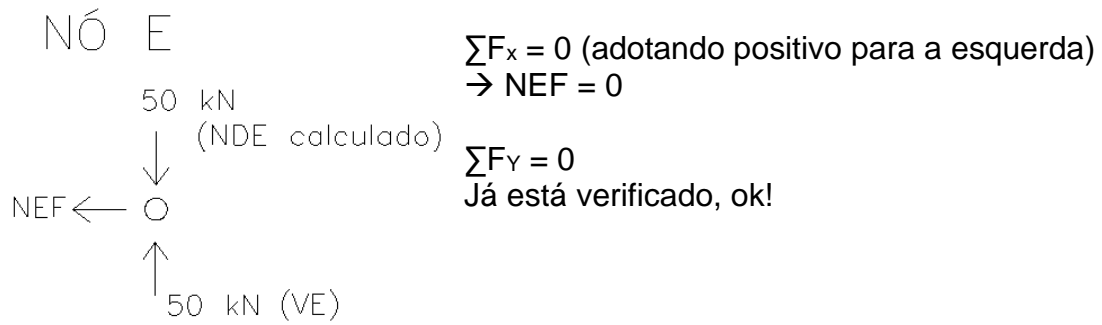 NÓ E
50 kN
(NDE calculado)
NEF
50 kN (VE)
∑Fx = 0 (adotando positivo para a esquerda)
→ NEF = 0
∑FY = 0
Já está verificado, ok!